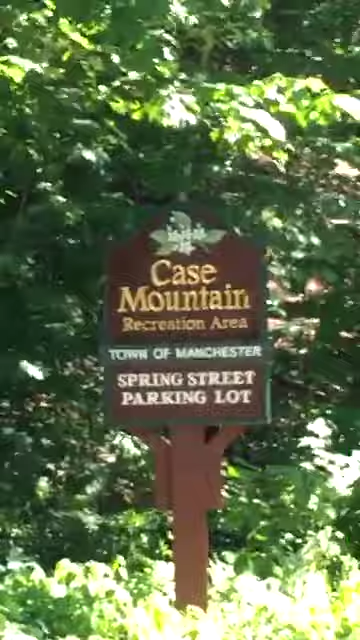 Case
Mountain
Recreation Area
TOWN OF MANCHESTER
SPRING STREET
PARKING LOT